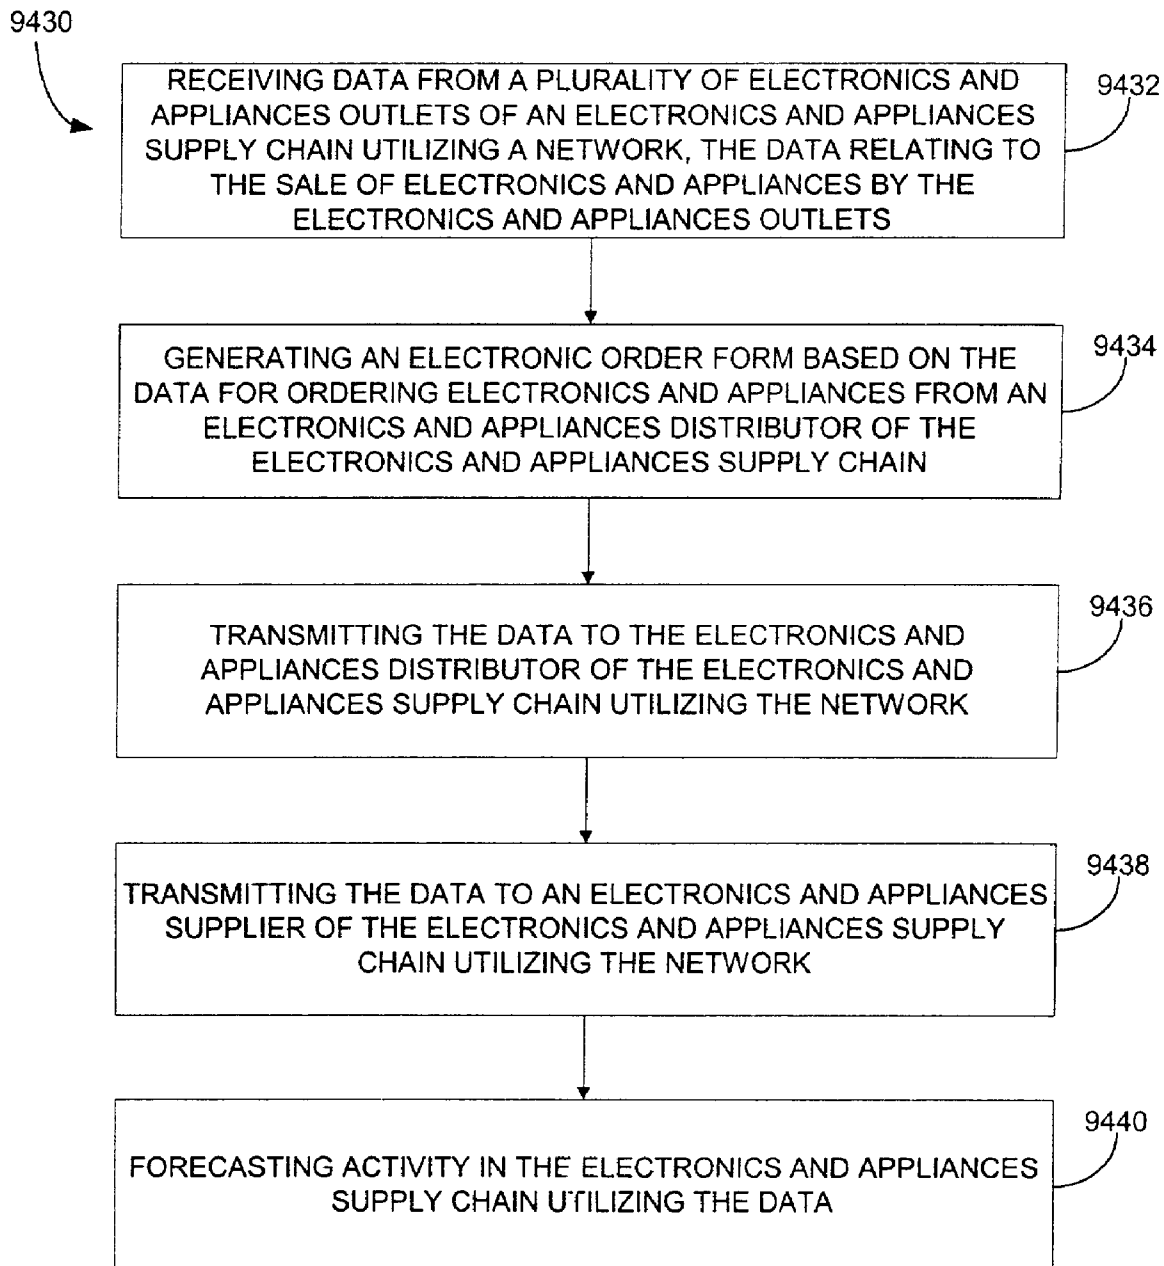 9430
RECEIVING DATA FROM A PLURALITY OF ELECTRONICS AND
APPLIANCES OUTLETS OF AN ELECTRONICS AND APPLIANCES
SUPPLY CHAIN UTILIZING A NETWORK, THE DATA RELATING TO
THE SALE OF ELECTRONICS AND APPLIANCES BY THE
ELECTRONICS AND APPLIANCES OUTLETS
9432
GENERATING AN ELECTRONIC ORDER FORM BASED ON THE
DATA FOR ORDERING ELECTRONICS AND APPLIANCES FROM AN
ELECTRONICS AND APPLIANCES DISTRIBUTOR OF THE
ELECTRONICS AND APPLIANCES SUPPLY CHAIN
9434
TRANSMITTING THE DATA TO THE ELECTRONICS AND
APPLIANCES DISTRIBUTOR OF THE ELECTRONICS AND
APPLIANCES SUPPLY CHAIN UTILIZING THE NETWORK
9436
TRANSMITTING THE DATA TO AN ELECTRONICS AND APPLIANCES
SUPPLIER OF THE ELECTRONICS AND APPLIANCES SUPPLY
CHAIN UTILIZING THE NETWORK
9438
FORECASTING ACTIVITY IN THE ELECTRONICS AND APPLIANCES
SUPPLY CHAIN UTILIZING THE DATA
9440